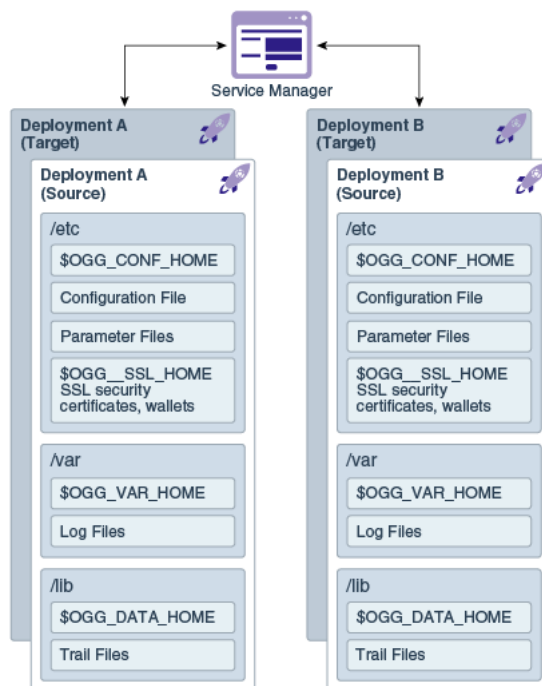 Service Manager
Deployment A
(Target)
Deployment A
(Source)
/etc
$OGG_CONF_HOME
Configuration File
Parameter Files
$OGG__SSL_HOME
SSL security
certificates, wallets
/var
$OGG_VAR_HOME
Log Files
/lib
$OGG_DATA_HOME
Trail Files
Deployment B
(Target)
Deployment B
(Source)
/etc
$OGG_CONF_HOME
Configuration File
Parameter Files
$OGG__SSL_HOME
SSL security
certificates, wallets
/var
$OGG_VAR_HOME
Log Files
/lib
$OGG_DATA_HOME
Trail Files